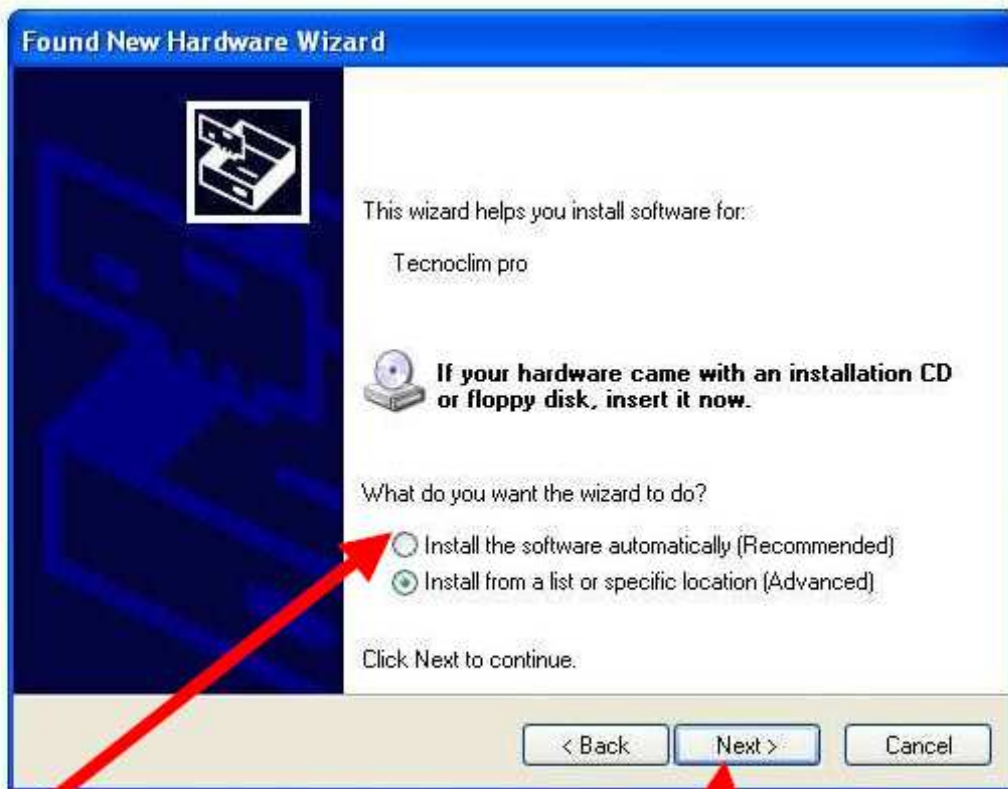 Found New Hardware Wizard
This wizard helps you install software for:
Tecnoclim pro
If your hardware came with an installation CD
or floppy disk, insert it now.
What do you want the wizard to do?
Install the software automatically (Recommended)
Install from a list or specific location (Advanced)
Click Next to continue.
< Back
Next >
Cancel